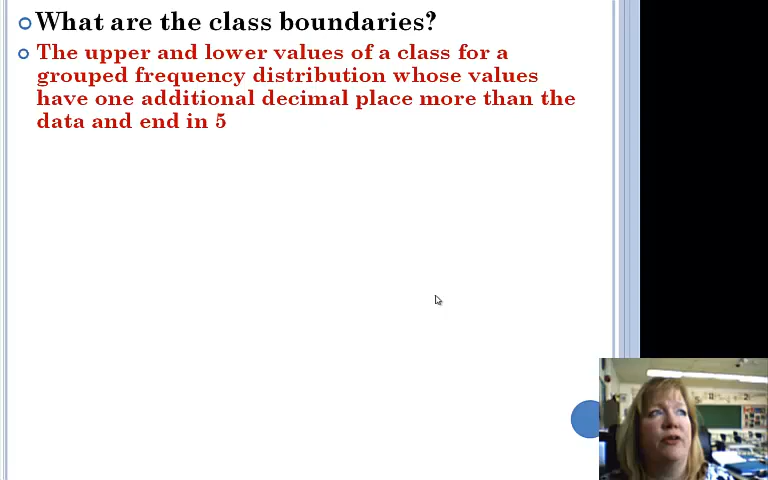 What are the class boundaries?
The upper and lower values of a class for a
grouped frequency distribution whose values
have one additional decimal place more than the
data and end in 5